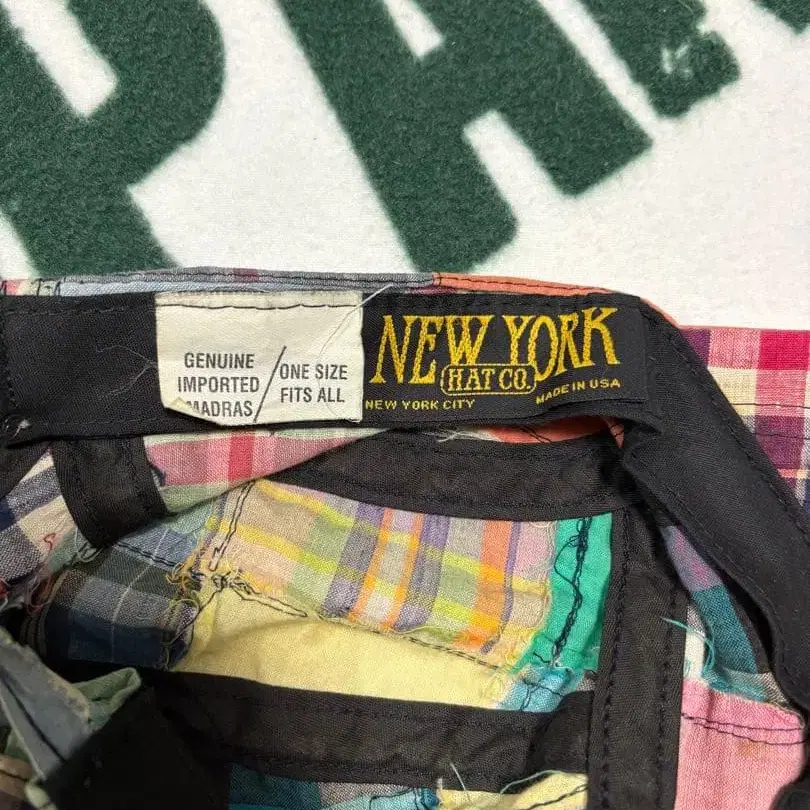 GENUINE
IMPORTED
MADRAS/
ONE SIZE
FITS ALL
NEW YORK
HAT CO.
NEW YORK CITY
MADE IN USA